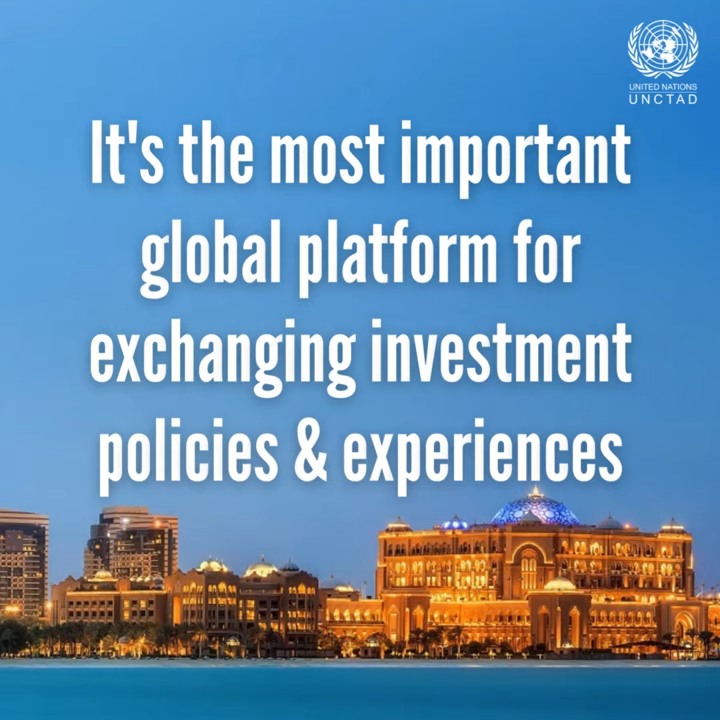 UNITED NATIONS
UNCTAD
It's the most important
global platform for
exchanging investment
policies & experiences